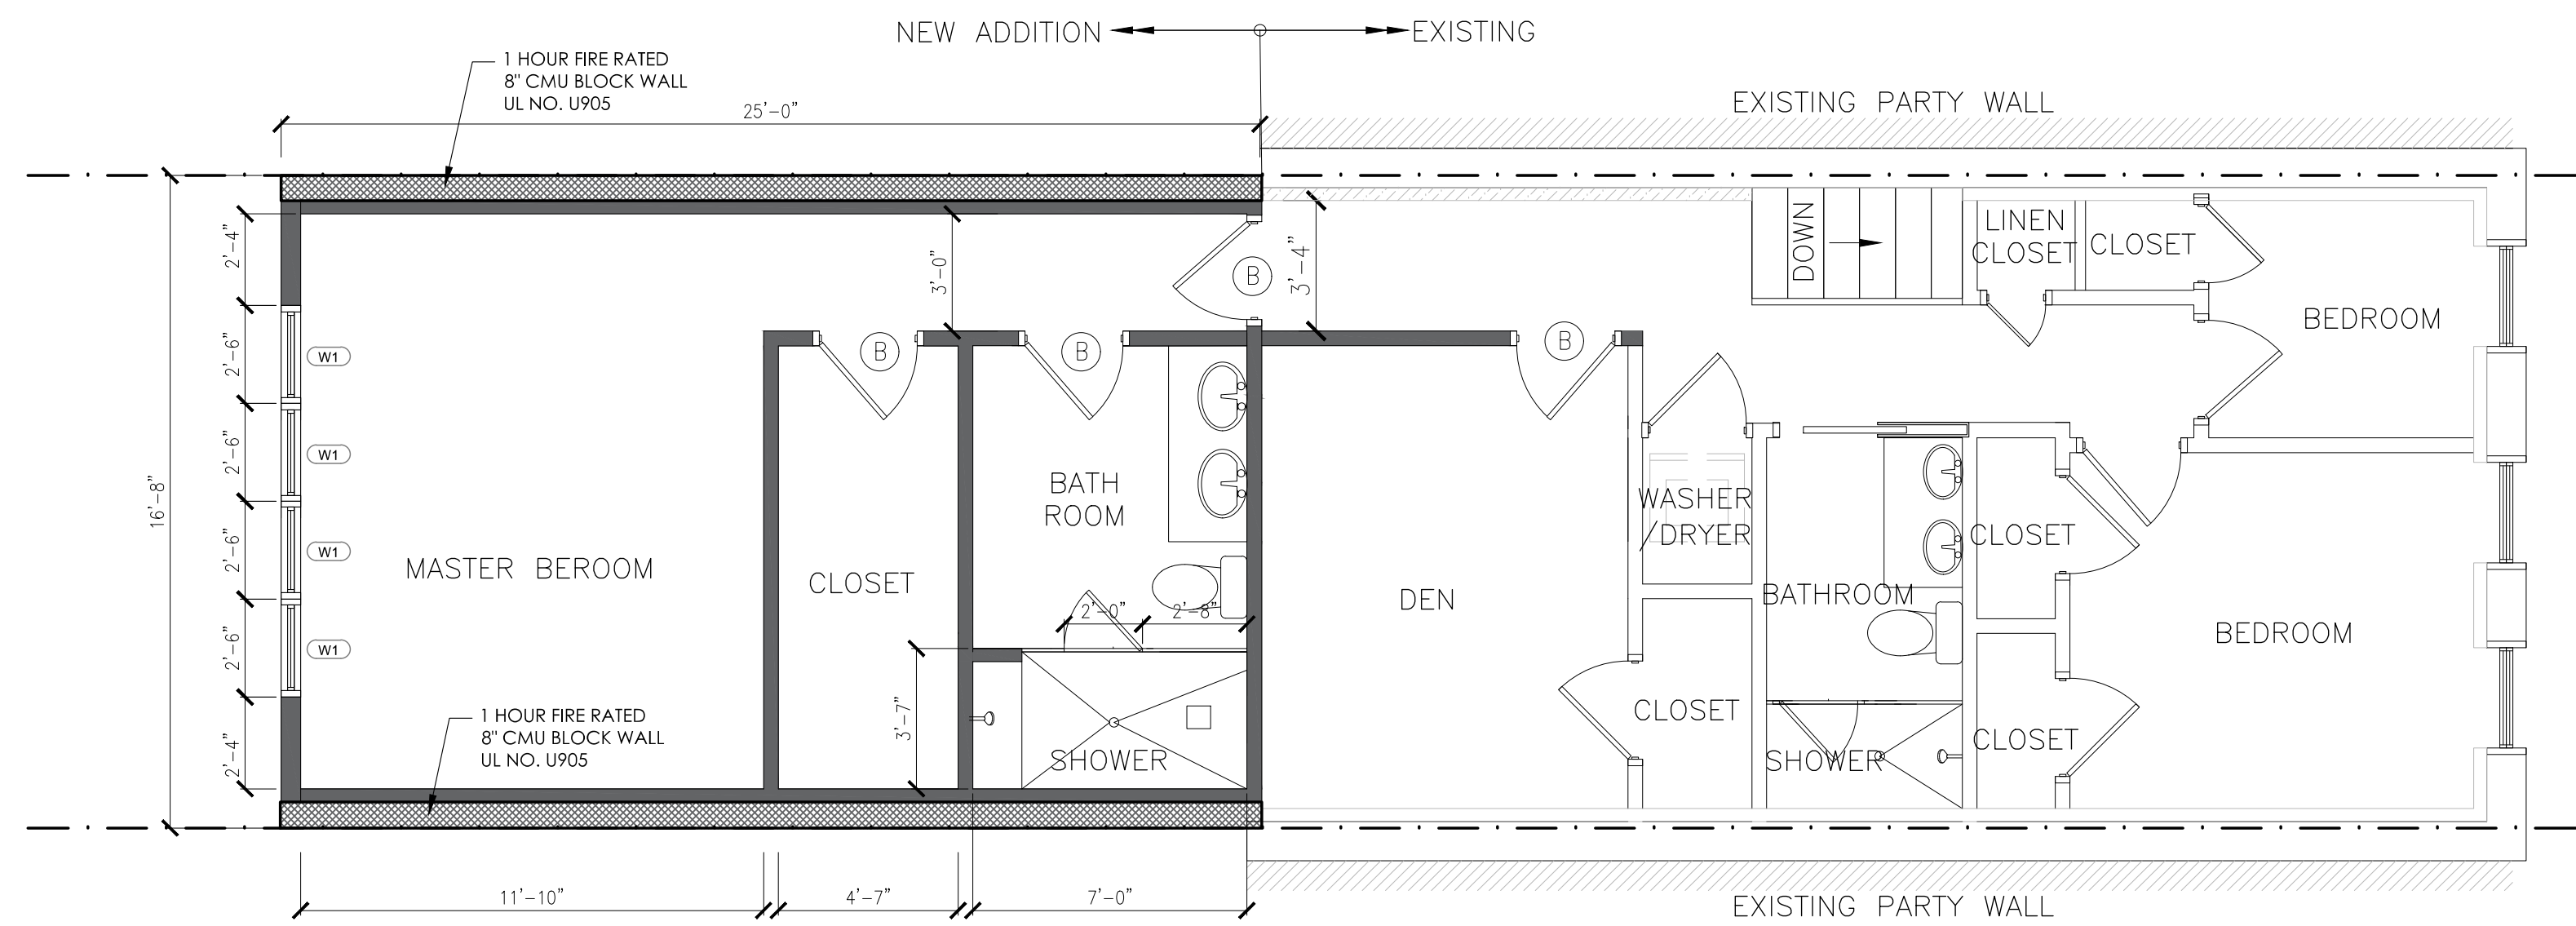 NEW ADDITION
EXISTING
1 HOUR FIRE RATED
8" CMU BLOCK WALL
UL NO. U905
25'-0"
EXISTING PARTY WALL
2'-4"
2'-6"
2'-6"
2'-6"
2'-6"
2'-4"
16'-8"
W1
W1
W1
W1
MASTER BEROOM
3'-0"
B
3'-4"
B
B
B
CLOSET
BATH
ROOM
2'-0"
2'-8"
3'-7"
SHOWER
DEN
DOWN
LINEN
CLOSET
CLOSET
BEDROOM
WASHER
/DRYER
BATHROOM
CLOSET
BEDROOM
CLOSET
SHOWER
CLOSET
1 HOUR FIRE RATED
8" CMU BLOCK WALL
UL NO. U905
11'-10"
4'-7"
7'-0"
EXISTING PARTY WALL